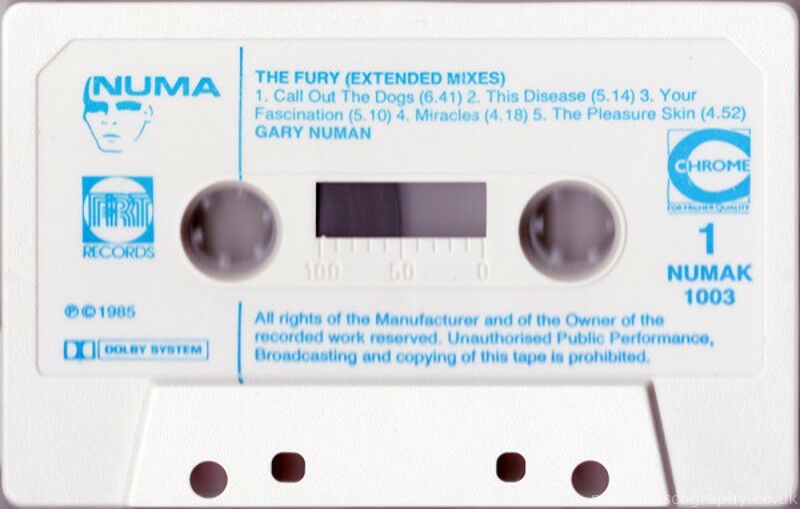 NUMA
THE FURY (EXTENDED MIXES)
1. Call Out The Dogs (6.41) 2. This Disease (5.14) 3. Your
Fascination (5.10) 4. Miracles (4.18) 5. The Pleasure Skin (4.52)
GARY NUMAN
CHROME
FOR HIGHER QUALITY
TRT
RECORDS
100 50 0
1
NUMAK
1003
℗ © 1985
DOLBY SYSTEM
All rights of the Manufacturer and of the Owner of the
recorded work reserved. Unauthorised Public Performance,
Broadcasting and copying of this tape is prohibited.